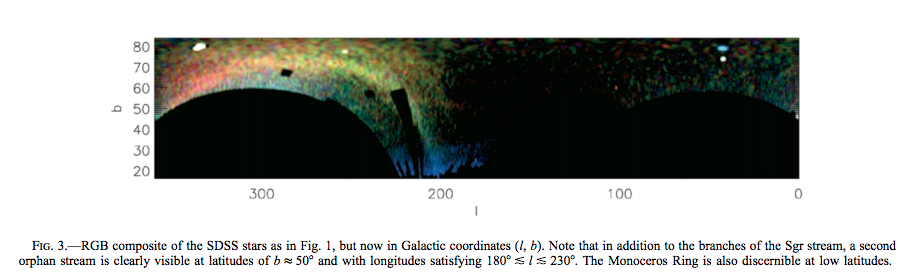 80
70
60
50
40
30
20
b
300 200 100 0
l
FIG. 3.—RGB composite of the SDSS stars as in Fig. 1, but now in Galactic coordinates (l, b). Note that in addition to the branches of the Sgr stream, a second
orphan stream is clearly visible at latitudes of b ≈ 50° and with longitudes satisfying 180° ≲ l ≲ 230°. The Monoceros Ring is also discernible at low latitudes.